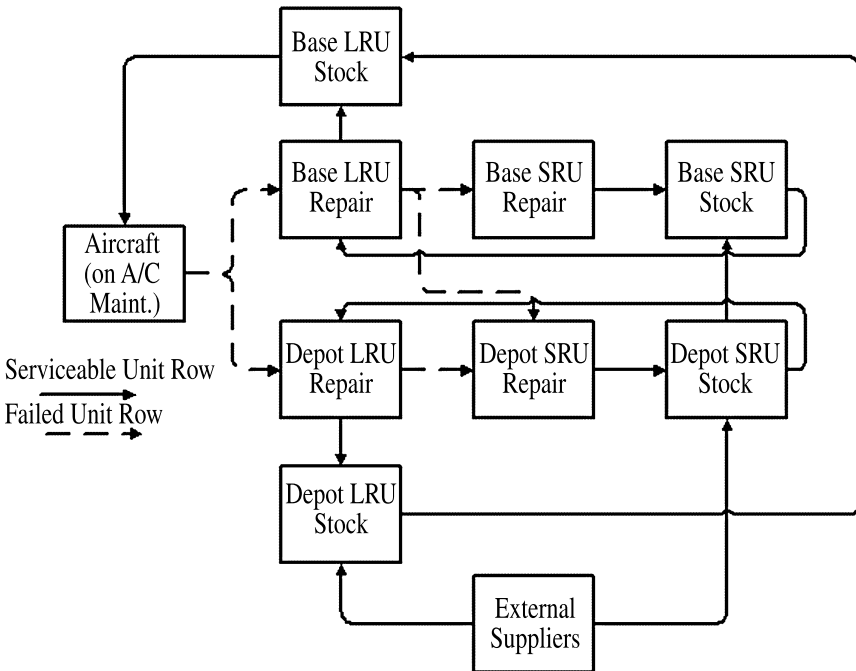 Base LRU
Stock
Base LRU
Repair
Base SRU
Repair
Base SRU
Stock
Aircraft
(on A/C
Maint.)
Depot LRU
Repair
Depot SRU
Repair
Depot SRU
Stock
Serviceable Unit Row
Failed Unit Row
Depot LRU
Stock
External
Suppliers